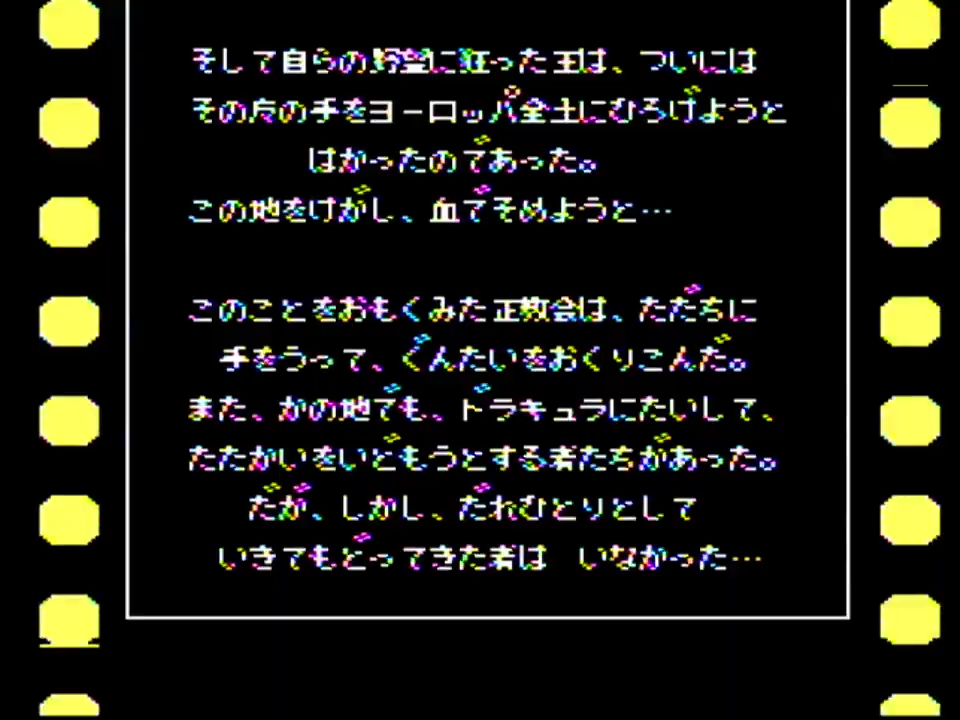 そして自らの野望に狂った王は、ついには
その魔の手をヨーロッパ全土にひろげようと
はかったのであった。
この地をけがし、血でそめようと…
このことをおもくみた正教会は、ただちに
手をうって、ぐんたいをおくりこんだ。
また、かの地でも、ドラキュラにたいして、
たたかいをいどもうとする者たちがあった。
だが、しかし、だれひとりとして
いきてもどってきた者は いなかった…